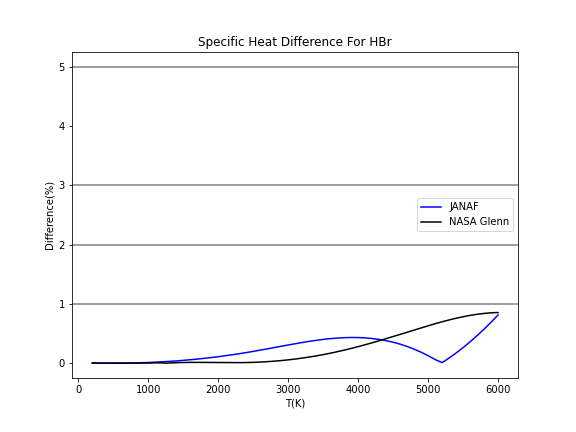 Specific Heat Difference For HBr
5
4
3
2
1
0
Difference(%)
JANAF
NASA Glenn
0 1000 2000 3000 4000 5000 6000
T(K)